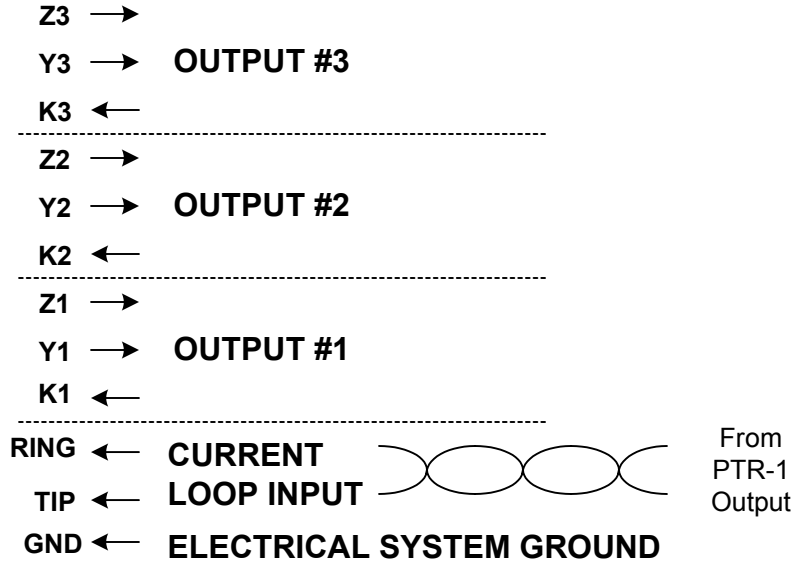 Z3
Y3 OUTPUT #3
K3
Z2
Y2 OUTPUT #2
K2
Z1
Y1 OUTPUT #1
K1
RING CURRENT
TIP LOOP INPUT
From
PTR-1
Output
GND ELECTRICAL SYSTEM GROUND